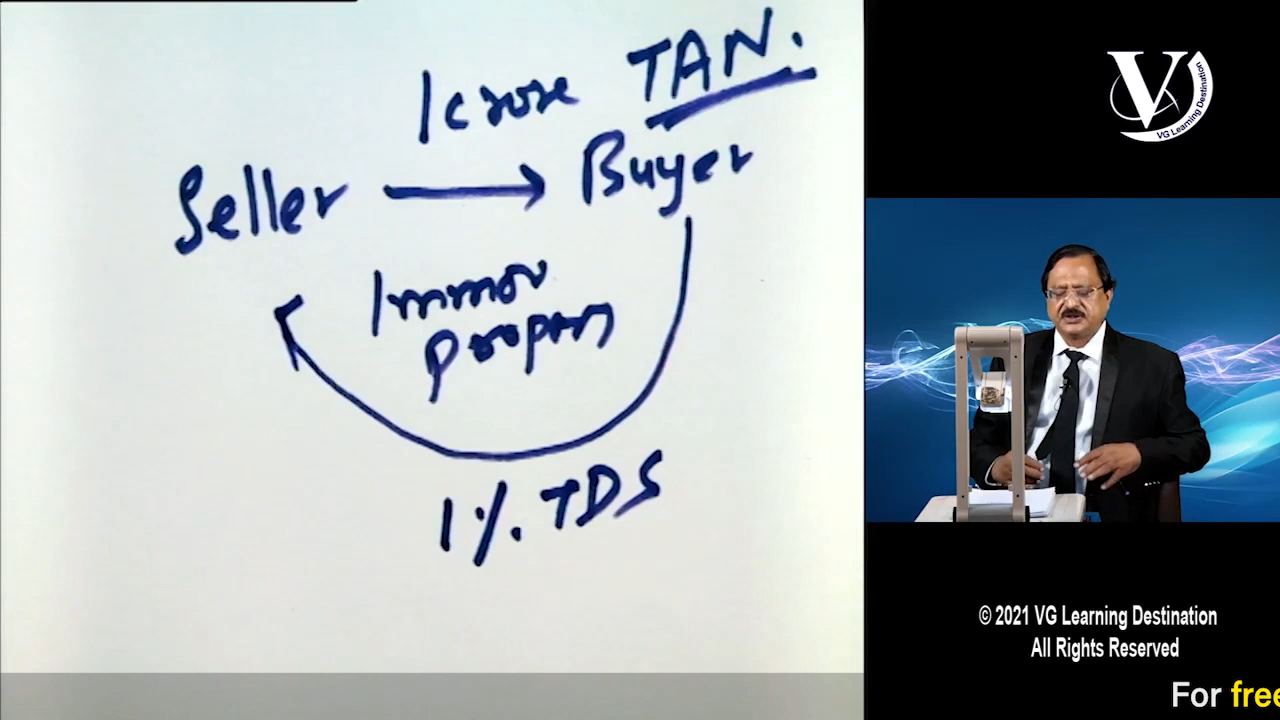 1 crore TAN.
Seller → Buyer
Immov
propery
1%. TDS
V
VG Learning Destination
© 2021 VG Learning Destination
All Rights Reserved
For free